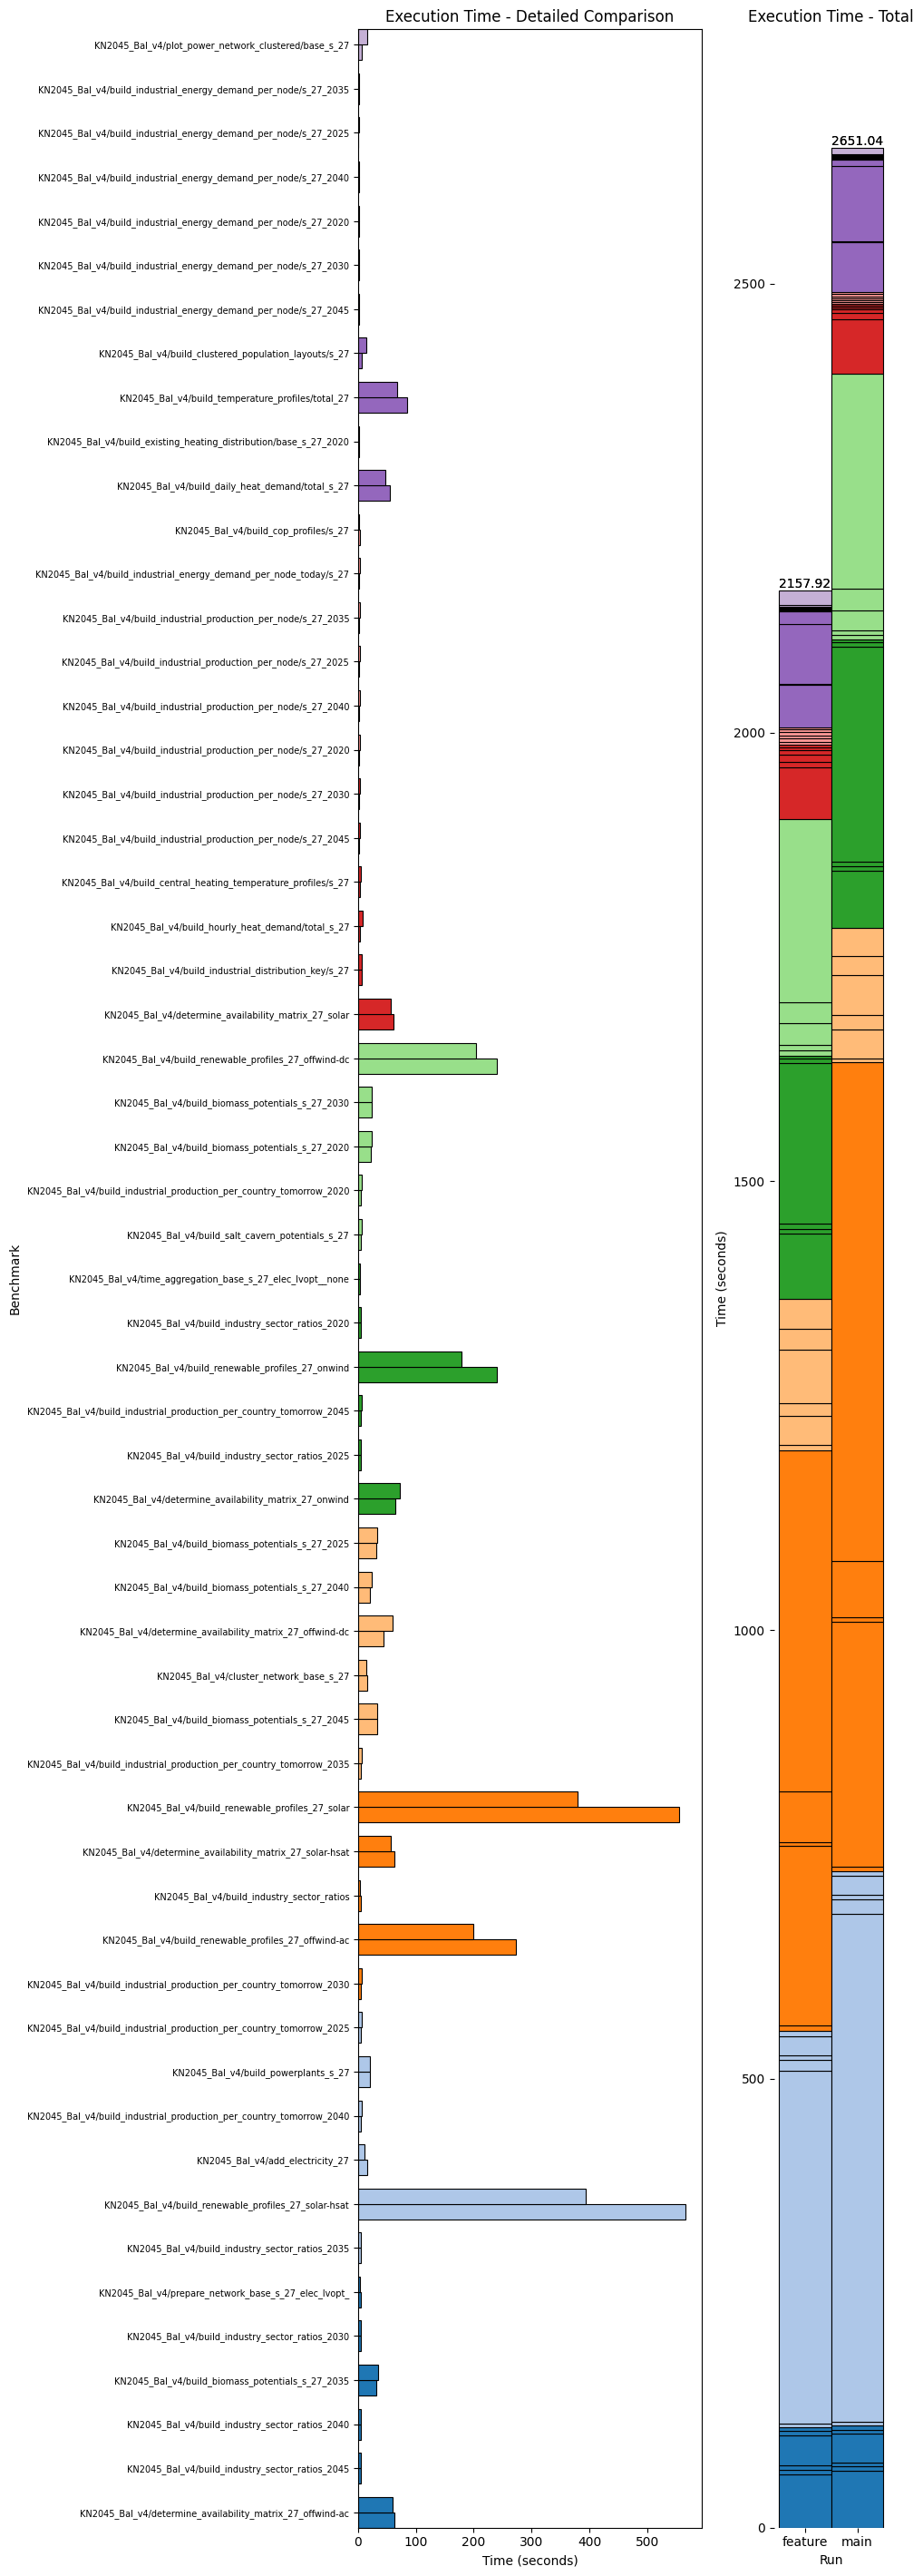 Execution Time - Detailed Comparison
Execution Time - Total
KN2045_Bal_v4/plot_power_network_clustered/base_s_27
KN2045_Bal_v4/build_industrial_energy_demand_per_node/s_27_2035
KN2045_Bal_v4/build_industrial_energy_demand_per_node/s_27_2025
KN2045_Bal_v4/build_industrial_energy_demand_per_node/s_27_2040
KN2045_Bal_v4/build_industrial_energy_demand_per_node/s_27_2020
KN2045_Bal_v4/build_industrial_energy_demand_per_node/s_27_2030
KN2045_Bal_v4/build_industrial_energy_demand_per_node/s_27_2045
KN2045_Bal_v4/build_clustered_population_layouts/s_27
KN2045_Bal_v4/build_temperature_profiles/total_27
KN2045_Bal_v4/build_existing_heating_distribution/base_s_27_2020
KN2045_Bal_v4/build_daily_heat_demand/total_s_27
KN2045_Bal_v4/build_cop_profiles/s_27
KN2045_Bal_v4/build_industrial_energy_demand_per_node_today/s_27
KN2045_Bal_v4/build_industrial_production_per_node/s_27_2035
KN2045_Bal_v4/build_industrial_production_per_node/s_27_2025
KN2045_Bal_v4/build_industrial_production_per_node/s_27_2040
KN2045_Bal_v4/build_industrial_production_per_node/s_27_2020
KN2045_Bal_v4/build_industrial_production_per_node/s_27_2030
KN2045_Bal_v4/build_industrial_production_per_node/s_27_2045
KN2045_Bal_v4/build_central_heating_temperature_profiles/s_27
KN2045_Bal_v4/build_hourly_heat_demand/total_s_27
KN2045_Bal_v4/build_industrial_distribution_key/s_27
KN2045_Bal_v4/determine_availability_matrix_27_solar
KN2045_Bal_v4/build_renewable_profiles_27_offwind-dc
KN2045_Bal_v4/build_biomass_potentials_s_27_2030
KN2045_Bal_v4/build_biomass_potentials_s_27_2020
KN2045_Bal_v4/build_industrial_production_per_country_tomorrow_2020
KN2045_Bal_v4/build_salt_cavern_potentials_s_27
KN2045_Bal_v4/time_aggregation_base_s_27_elec_lvopt__none
KN2045_Bal_v4/build_industry_sector_ratios_2020
KN2045_Bal_v4/build_renewable_profiles_27_onwind
KN2045_Bal_v4/build_industrial_production_per_country_tomorrow_2045
KN2045_Bal_v4/build_industry_sector_ratios_2025
KN2045_Bal_v4/determine_availability_matrix_27_onwind
KN2045_Bal_v4/build_biomass_potentials_s_27_2025
KN2045_Bal_v4/build_biomass_potentials_s_27_2040
KN2045_Bal_v4/determine_availability_matrix_27_offwind-dc
KN2045_Bal_v4/cluster_network_base_s_27
KN2045_Bal_v4/build_biomass_potentials_s_27_2045
KN2045_Bal_v4/build_industrial_production_per_country_tomorrow_2035
KN2045_Bal_v4/build_renewable_profiles_27_solar
KN2045_Bal_v4/determine_availability_matrix_27_solar-hsat
KN2045_Bal_v4/build_industry_sector_ratios
KN2045_Bal_v4/build_renewable_profiles_27_offwind-ac
KN2045_Bal_v4/build_industrial_production_per_country_tomorrow_2030
KN2045_Bal_v4/build_industrial_production_per_country_tomorrow_2025
KN2045_Bal_v4/build_powerplants_s_27
KN2045_Bal_v4/build_industrial_production_per_country_tomorrow_2040
KN2045_Bal_v4/add_electricity_27
KN2045_Bal_v4/build_renewable_profiles_27_solar-hsat
KN2045_Bal_v4/build_industry_sector_ratios_2035
KN2045_Bal_v4/prepare_network_base_s_27_elec_lvopt_
KN2045_Bal_v4/build_industry_sector_ratios_2030
KN2045_Bal_v4/build_biomass_potentials_s_27_2035
KN2045_Bal_v4/build_industry_sector_ratios_2040
KN2045_Bal_v4/build_industry_sector_ratios_2045
KN2045_Bal_v4/determine_availability_matrix_27_offwind-ac
Benchmark
0 100 200 300 400 500
Time (seconds)
2651.04
2157.92
2500
2000
1500
1000
500
0
Time (seconds)
feature main
Run